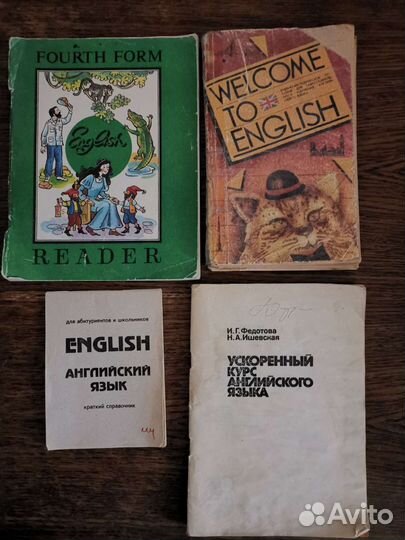 FOURTH FORM
English
READER
WELCOME
TO
ENGLISH
для абитуриентов и школьников
ENGLISH
АНГЛИЙСКИЙ
ЯЗЫК
краткий справочник
И. Г. Федотова
Н. А. Ишевская
УСКОРЕННЫЙ
КУРС
АНГЛИЙСКОГО
ЯЗЫКА
Avito